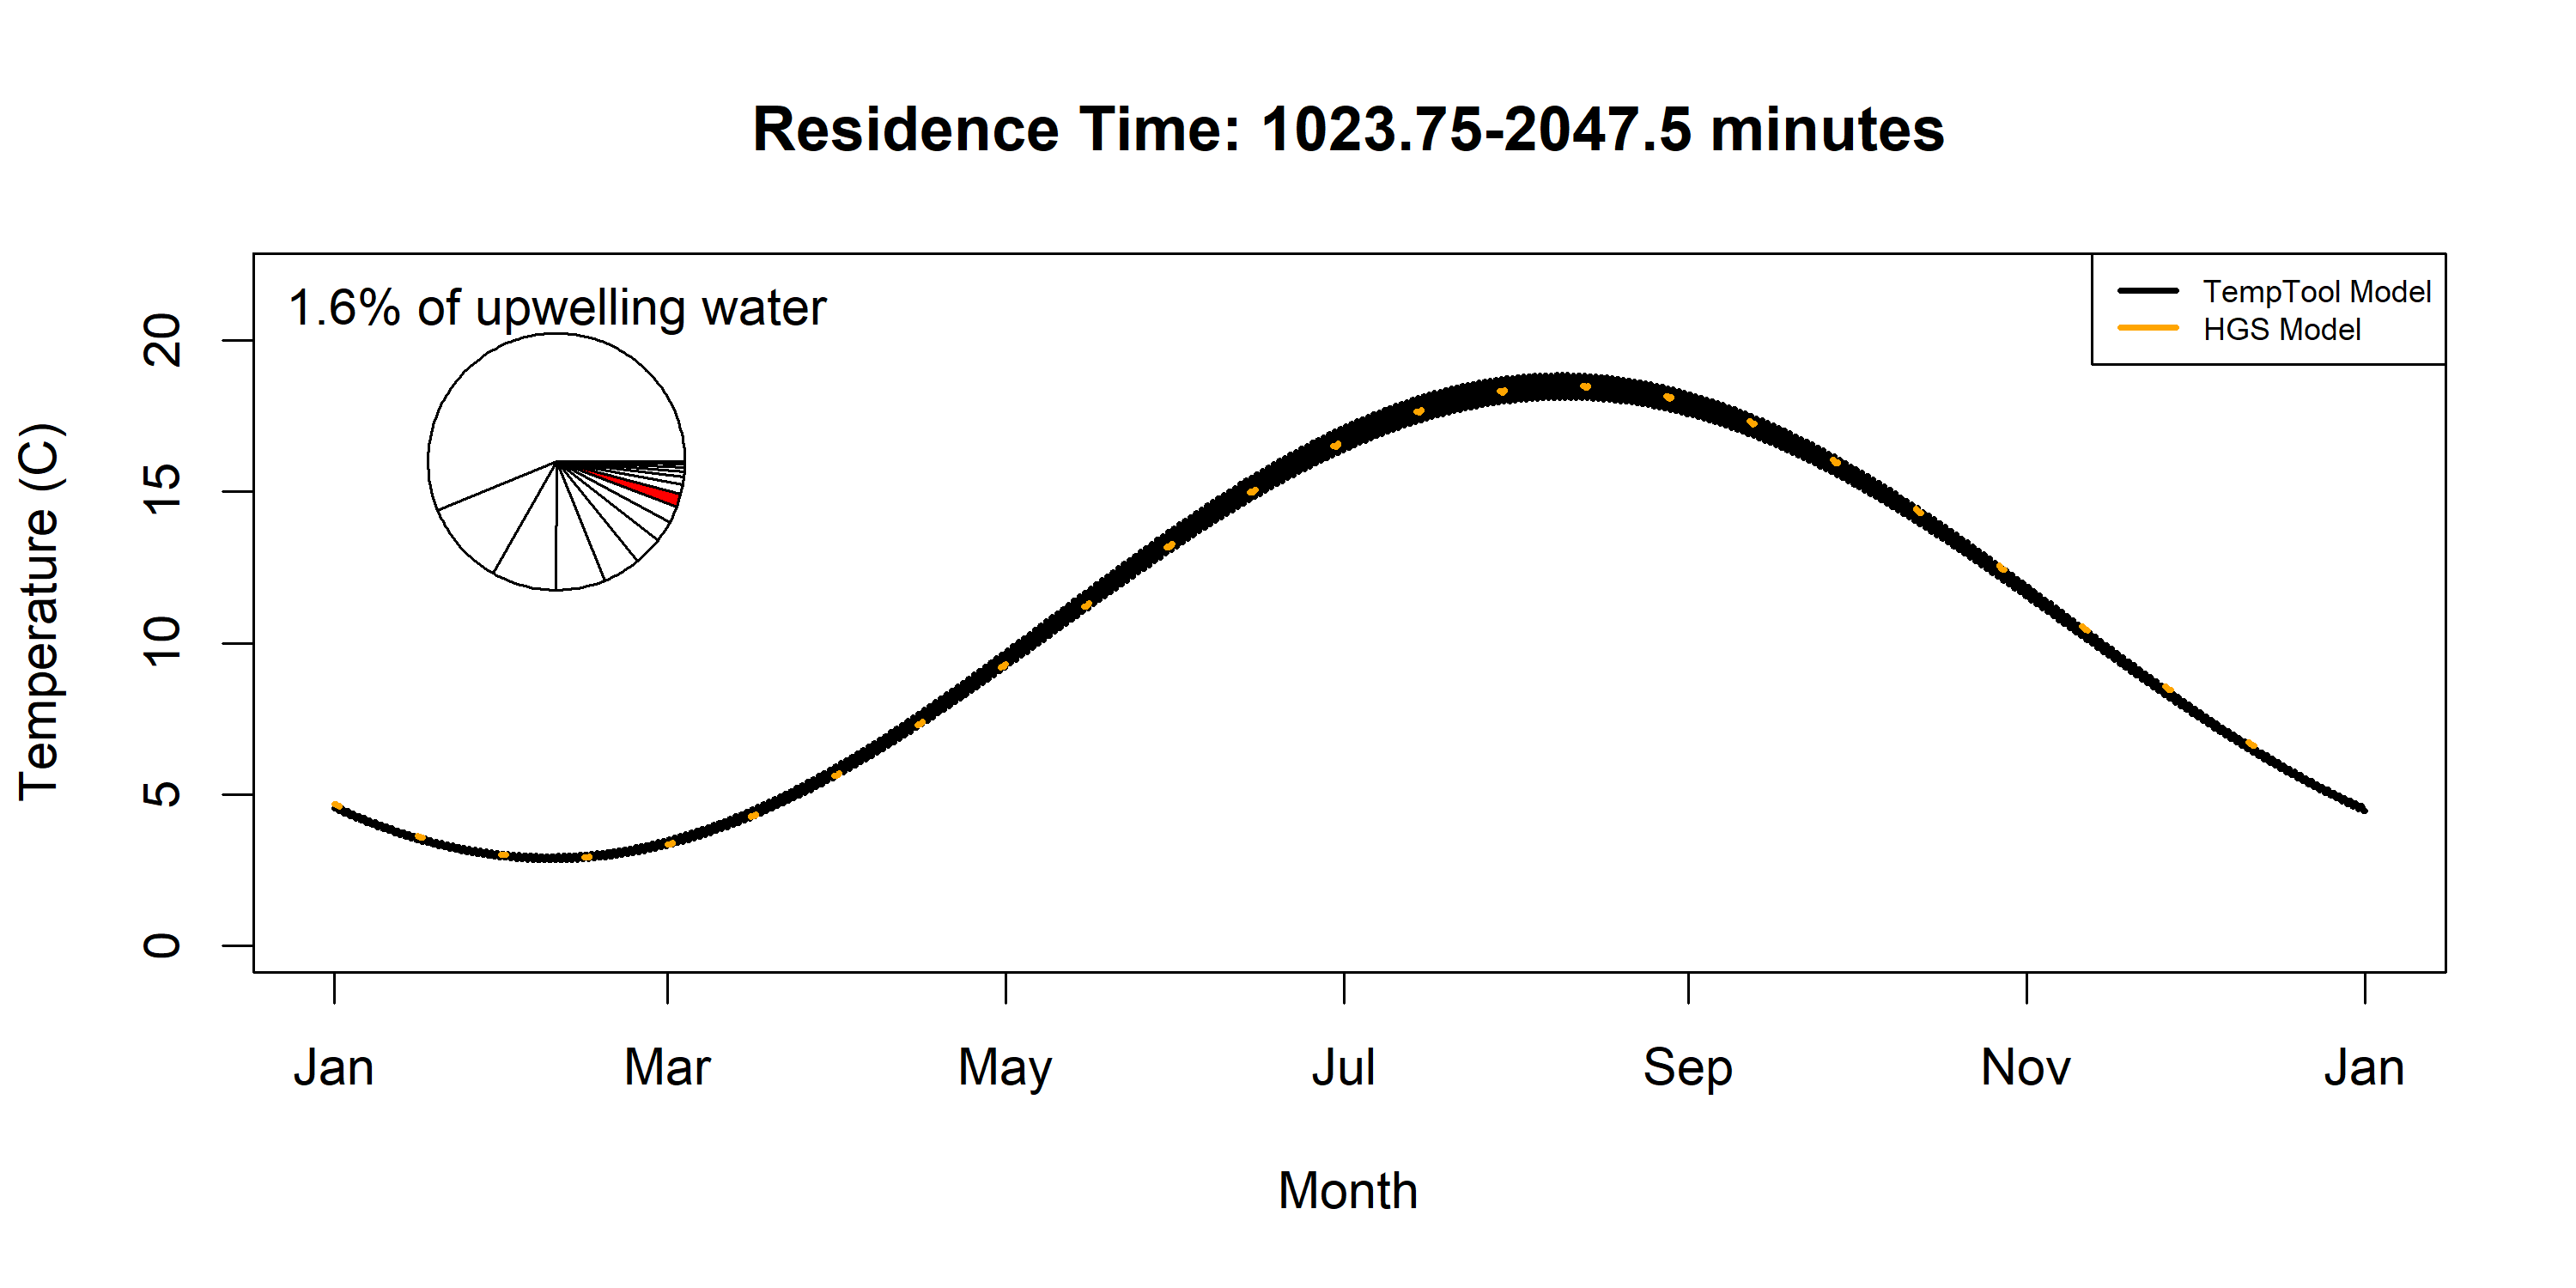 Residence Time: 1023.75-2047.5 minutes
1.6% of upwelling water
TempTool Model
HGS Model
Temperature (C)
20
15
10
5
0
Jan Mar May Jul Sep Nov Jan
Month